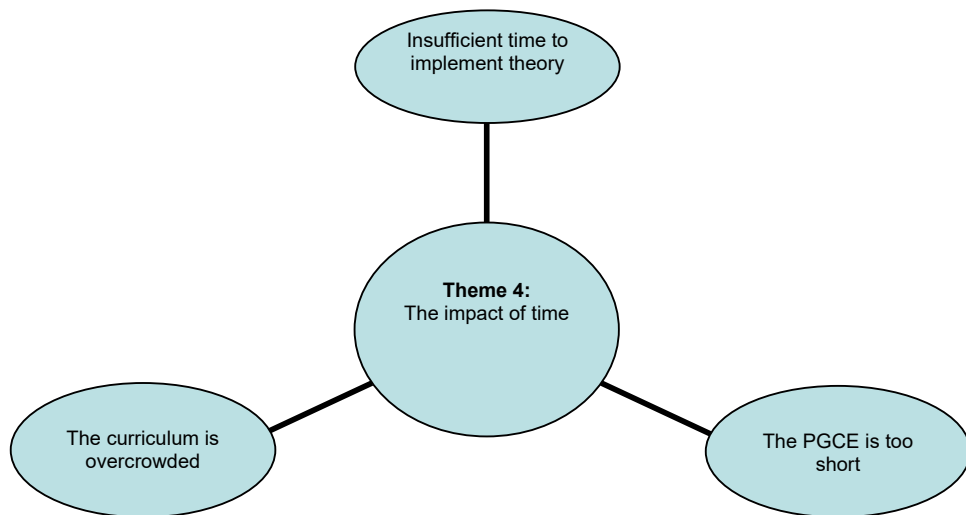 Insufficient time to
implement theory
Theme 4:
The impact of time
The curriculum is
overcrowded
The PGCE is too
short